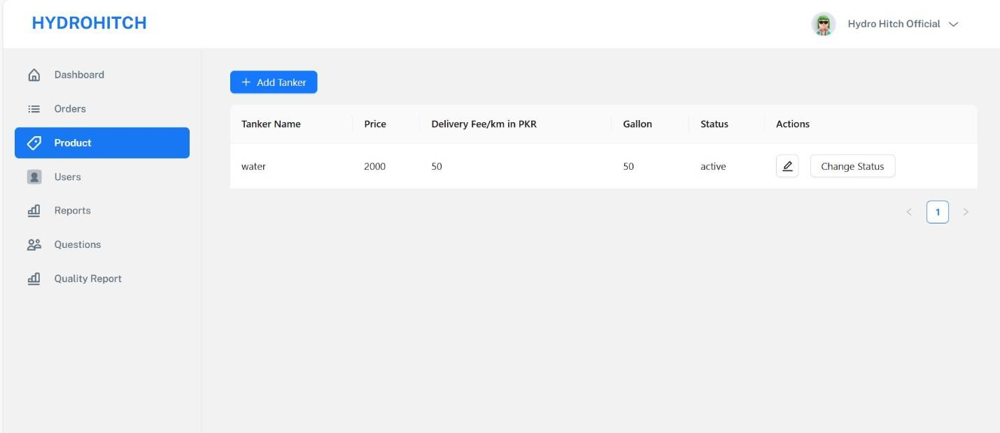 HYDROHITCH
Hydro Hitch Official
Dashboard
Orders
Product
Users
Reports
Questions
Quality Report
+ Add Tanker
Tanker Name Price Delivery Fee/km in PKR Gallon Status Actions
water 2000 50 50 active Change Status
< 1 >